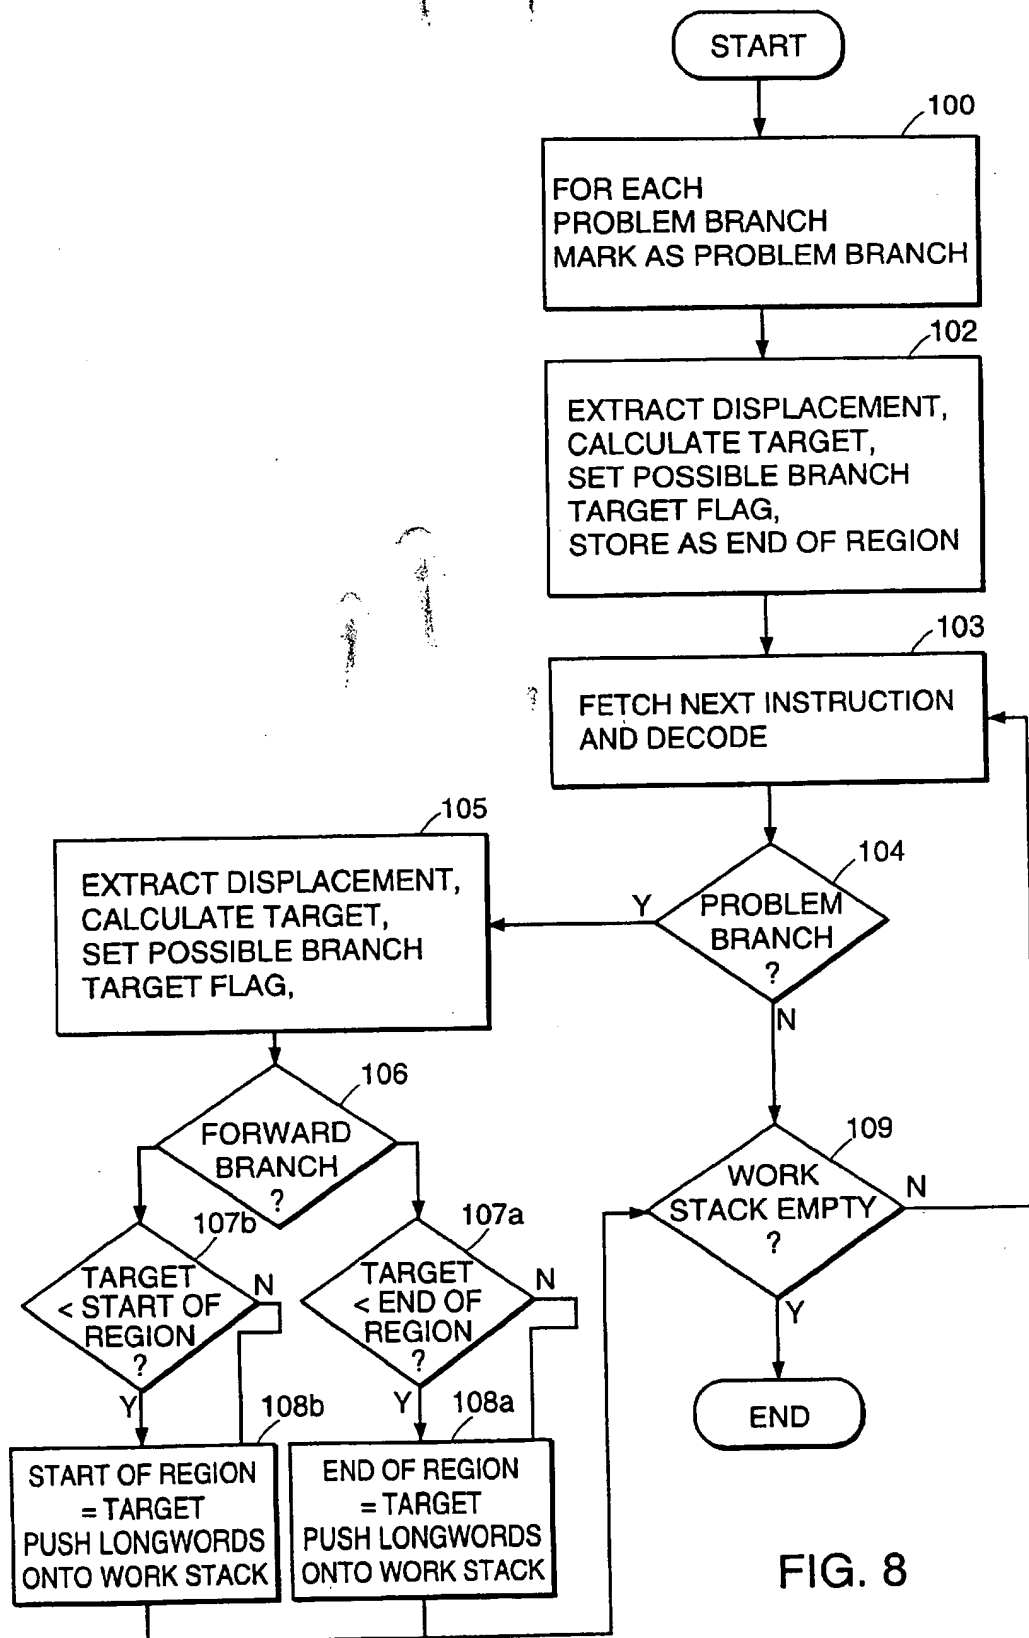 START
100
FOR EACH
PROBLEM BRANCH
MARK AS PROBLEM BRANCH
102
EXTRACT DISPLACEMENT,
CALCULATE TARGET,
SET POSSIBLE BRANCH
TARGET FLAG,
STORE AS END OF REGION
103
FETCH NEXT INSTRUCTION
AND DECODE
105
EXTRACT DISPLACEMENT,
CALCULATE TARGET,
SET POSSIBLE BRANCH
TARGET FLAG,
104
Y
PROBLEM
BRANCH
?
N
106
FORWARD
BRANCH
?
109
WORK
STACK EMPTY
?
N
Y
107b
TARGET
< START OF
REGION
?
N
Y
107a
TARGET
< END OF
REGION
?
N
Y
108b
START OF REGION
= TARGET
PUSH LONGWORDS
ONTO WORK STACK
108a
END OF REGION
= TARGET
PUSH LONGWORDS
ONTO WORK STACK
END
FIG. 8